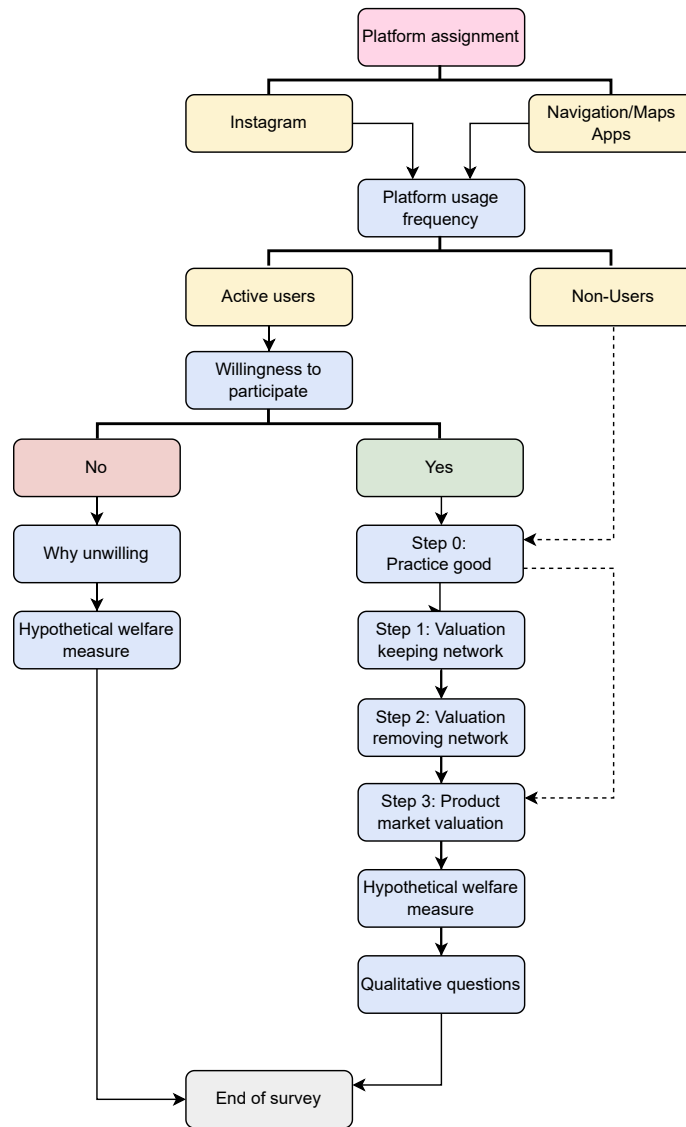 Platform assignment
Instagram
Navigation/Maps
Apps
Platform usage
frequency
Active users
Non-Users
Willingness to
participate
No
Yes
Why unwilling
Step 0:
Practice good
Hypothetical welfare
measure
Step 1: Valuation
keeping network
Step 2: Valuation
removing network
Step 3: Product
market valuation
Hypothetical welfare
measure
Qualitative questions
End of survey